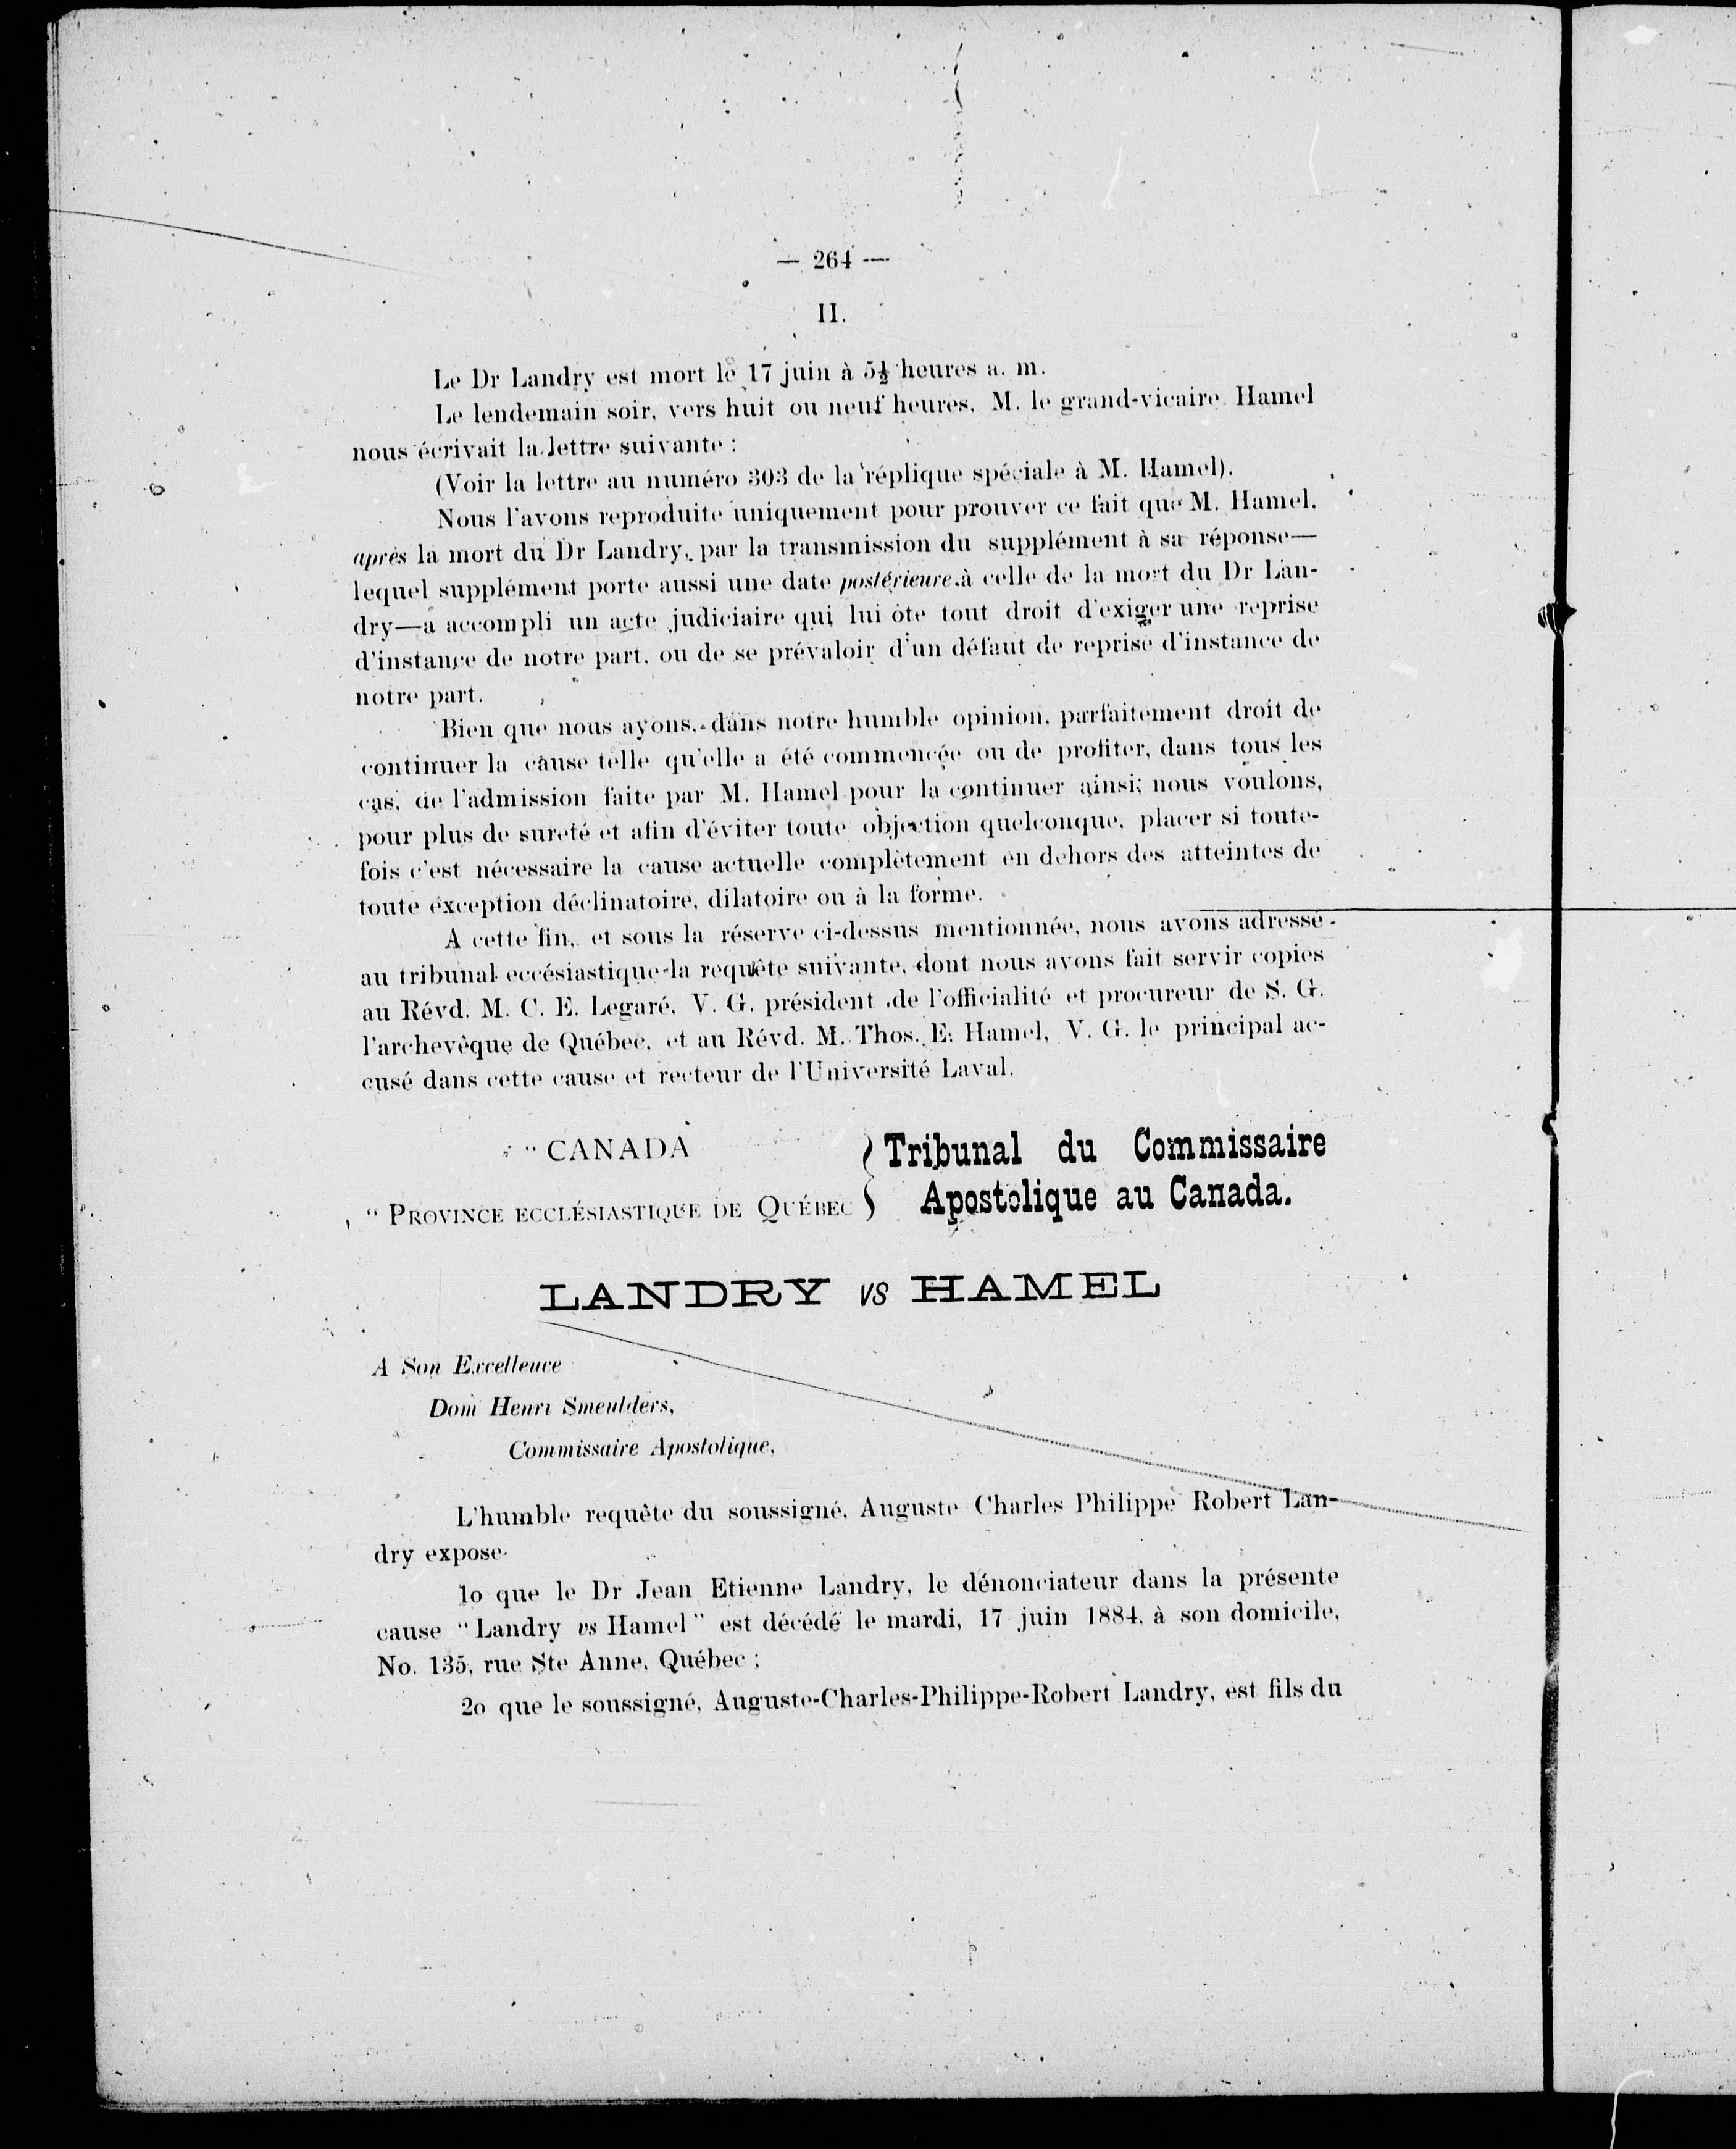 — 264 —
II.
Le Dr Landry est mort le 17 juin à 5½ heures a. m.
Le lendemain soir, vers huit ou neuf heures, M. le grand-vicaire Hamel
nous écrivait la lettre suivante :
(Voir la lettre au numéro 303 de la réplique spéciale à M. Hamel).
Nous l'avons reproduite uniquement pour prouver ce fait que M. Hamel,
après la mort du Dr Landry, par la transmission du supplément à sa réponse—
lequel supplément porte aussi une date postérieure à celle de la mort du Dr Lan-
dry—a accompli un acte judiciaire qui lui ôte tout droit d'exiger une reprise
d'instance de notre part, ou de se prévaloir d'un défaut de reprise d'instance de
notre part.
Bien que nous ayons, dans notre humble opinion, parfaitement droit de
continuer la cause telle qu'elle a été commencée ou de profiter, dans tous les
cas, de l'admission faite par M. Hamel pour la continuer ainsi; nous voulons,
pour plus de sureté et afin d'éviter toute objection quelconque, placer si toute-
fois c'est nécessaire la cause actuelle complètement en dehors des atteintes de
toute exception déclinatoire, dilatoire ou à la forme.
A cette fin, et sous la réserve ci-dessus mentionnée, nous avons adressé
au tribunal eccésiastique la requête suivante, dont nous avons fait servir copies
au Révd. M. C. E. Legaré, V. G. président de l'officialité et procureur de S. G.
l'archevêque de Québec, et au Révd. M. Thos. E. Hamel, V. G. le principal ac-
cusé dans cette cause et recteur de l'Université Laval.
" CANADA
" PROVINCE ECCLÉSIASTIQUE DE QUÉBEC
} Tribunal du Commissaire
Apostolique au Canada.
LANDRY vs HAMEL
A Son Excellence
Dom Henri Smeulders,
Commissaire Apostolique,
L'humble requête du soussigné, Auguste Charles Philippe Robert Lan-
dry expose
1o que le Dr Jean Etienne Landry, le dénonciateur dans la présente
cause " Landry vs Hamel " est décédé le mardi, 17 juin 1884, à son domicile,
No. 135, rue Ste Anne, Québec ;
2o que le soussigné, Auguste-Charles-Philippe-Robert Landry, est fils du